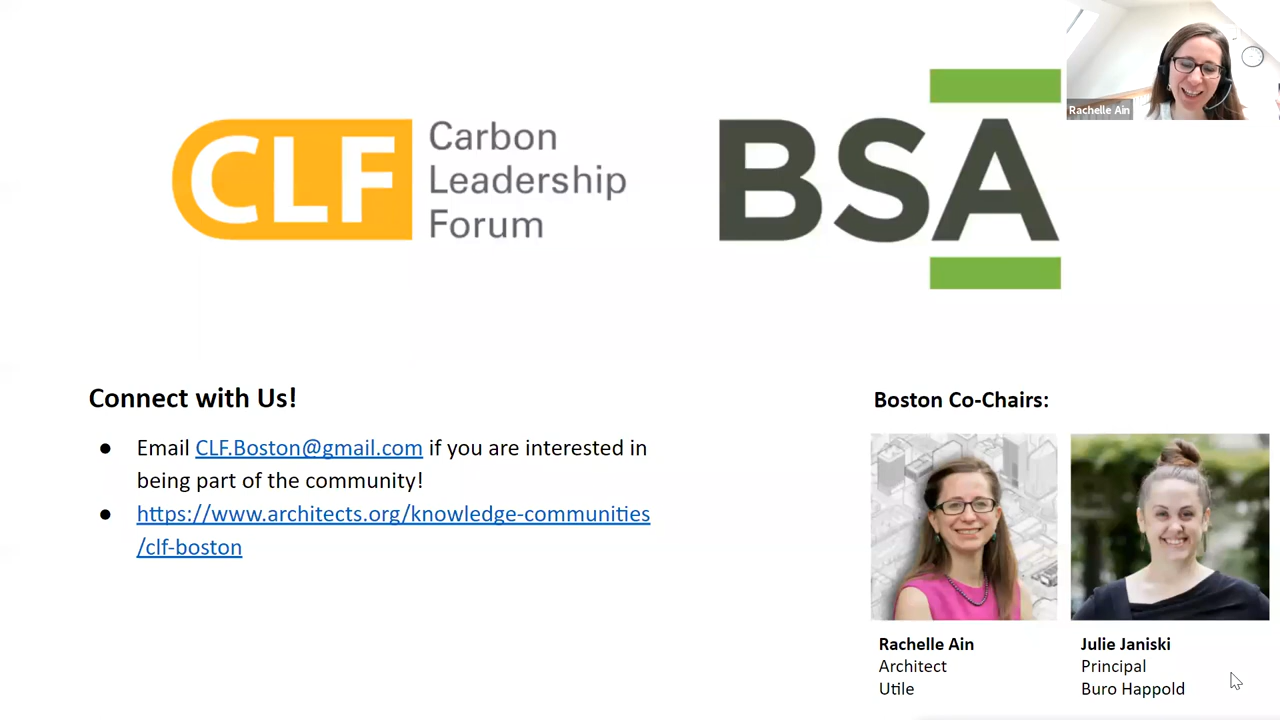 Rachelle Ain
CLF
Carbon
Leadership
Forum
BSA
Connect with Us!
● Email CLF.Boston@gmail.com if you are interested in
being part of the community!
● https://www.architects.org/knowledge-communities
/clf-boston
Boston Co-Chairs:
Rachelle Ain
Architect
Utile
Julie Janiski
Principal
Buro Happold